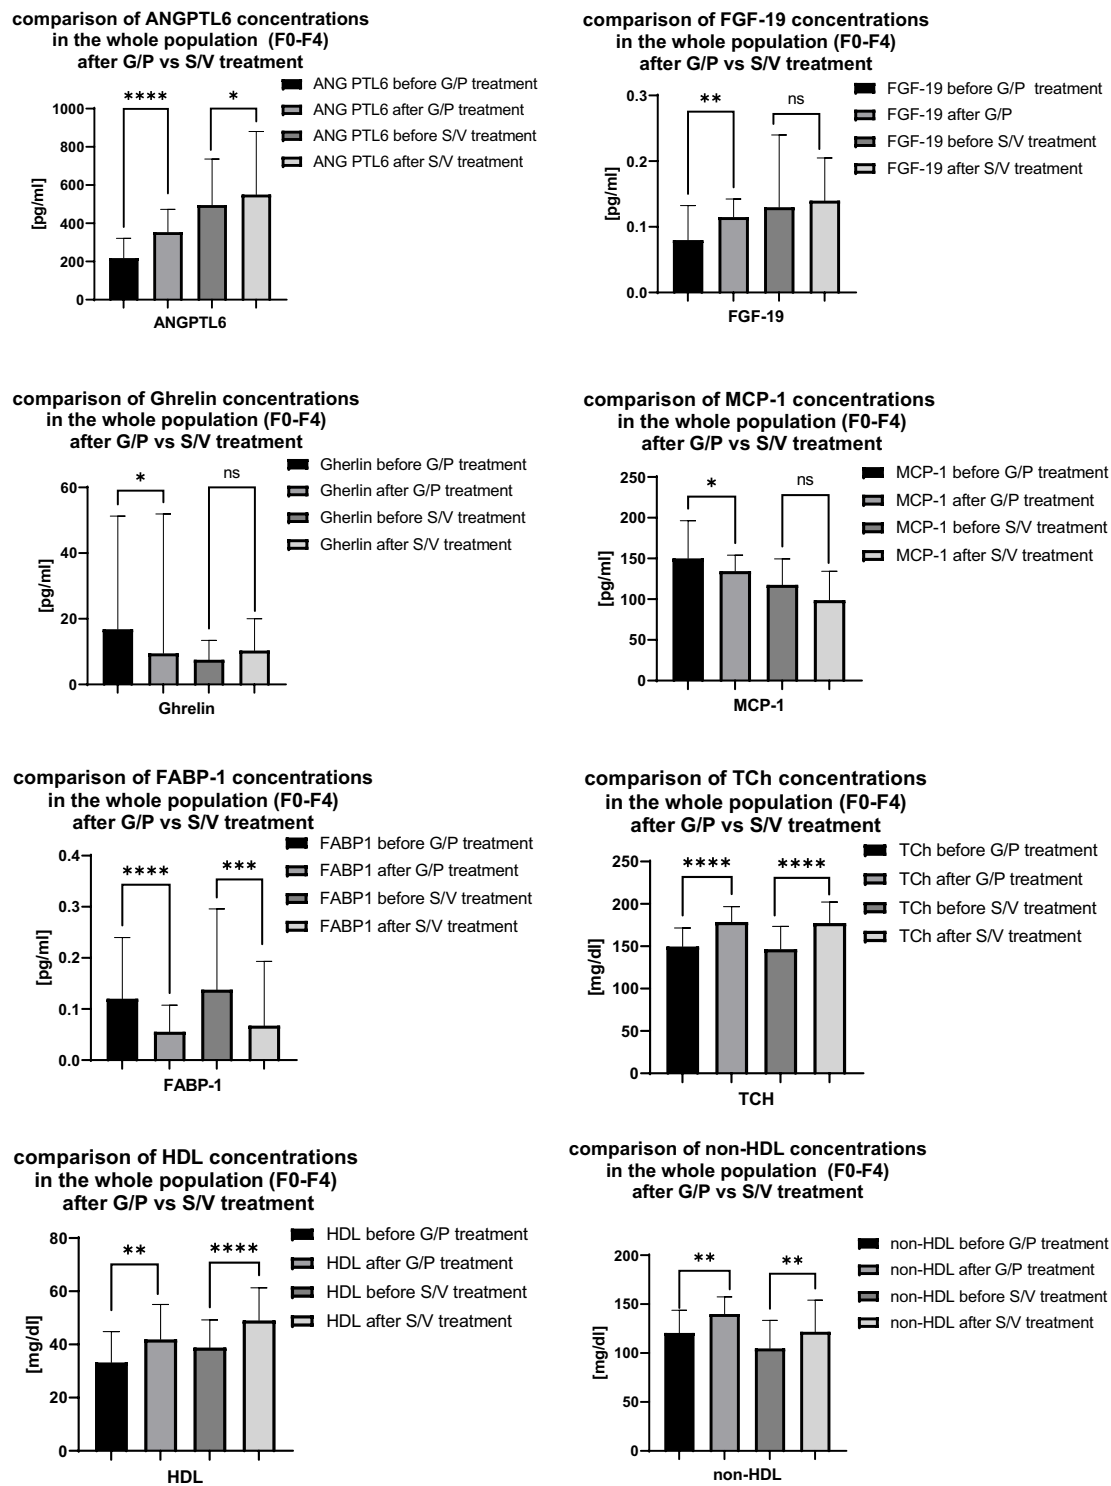 comparison of ANGPTL6 concentrations
in the whole population (F0-F4)
after G/P vs S/V treatment
ANG PTL6 before G/P treatment
ANG PTL6 after G/P treatment
ANG PTL6 before S/V treatment
ANG PTL6 after S/V treatment
****
*
1000
800
600
400
200
0
[pg/ml]
ANGPTL6
comparison of FGF-19 concentrations
in the whole population (F0-F4)
after G/P vs S/V treatment
FGF-19 before G/P treatment
FGF-19 after G/P
FGF-19 before S/V treatment
FGF-19 after S/V treatment
**
ns
0.3
0.2
0.1
0.0
[pg/ml]
FGF-19
comparison of Ghrelin concentrations
in the whole population (F0-F4)
after G/P vs S/V treatment
Gherlin before G/P treatment
Gherlin after G/P treatment
Gherlin before S/V treatment
Gherlin after S/V treatment
*
ns
60
40
20
0
[pg/ml]
Ghrelin
comparison of MCP-1 concentrations
in the whole population (F0-F4)
after G/P vs S/V treatment
MCP-1 before G/P treatment
MCP-1 after G/P treatment
MCP-1 before S/V treatment
MCP-1 after S/V treatment
*
ns
250
200
150
100
50
0
[pg/ml]
MCP-1
comparison of FABP-1 concentrations
in the whole population (F0-F4)
after G/P vs S/V treatment
FABP1 before G/P treatment
FABP1 after G/P treatment
FABP1 before S/V treatment
FABP1 after S/V treatment
****
***
0.4
0.3
0.2
0.1
0.0
[pg/ml]
FABP-1
comparison of TCh concentrations
in the whole population (F0-F4)
after G/P vs S/V treatment
TCh before G/P treatment
TCh after G/P treatment
TCh before S/V treatment
TCh after S/V treatment
****
****
250
200
150
100
50
0
[mg/dl]
TCH
comparison of HDL concentrations
in the whole population (F0-F4)
after G/P vs S/V treatment
HDL before G/P treatment
HDL after G/P treatment
HDL before S/V treatment
HDL after S/V treatment
**
****
80
60
40
20
0
[mg/dl]
HDL
comparison of non-HDL concentrations
in the whole population (F0-F4)
after G/P vs S/V treatment
non-HDL before G/P treatment
non-HDL after G/P treatment
non-HDL before S/V treatment
non-HDL after S/V treatment
**
**
200
150
100
50
0
[mg/dl]
non-HDL